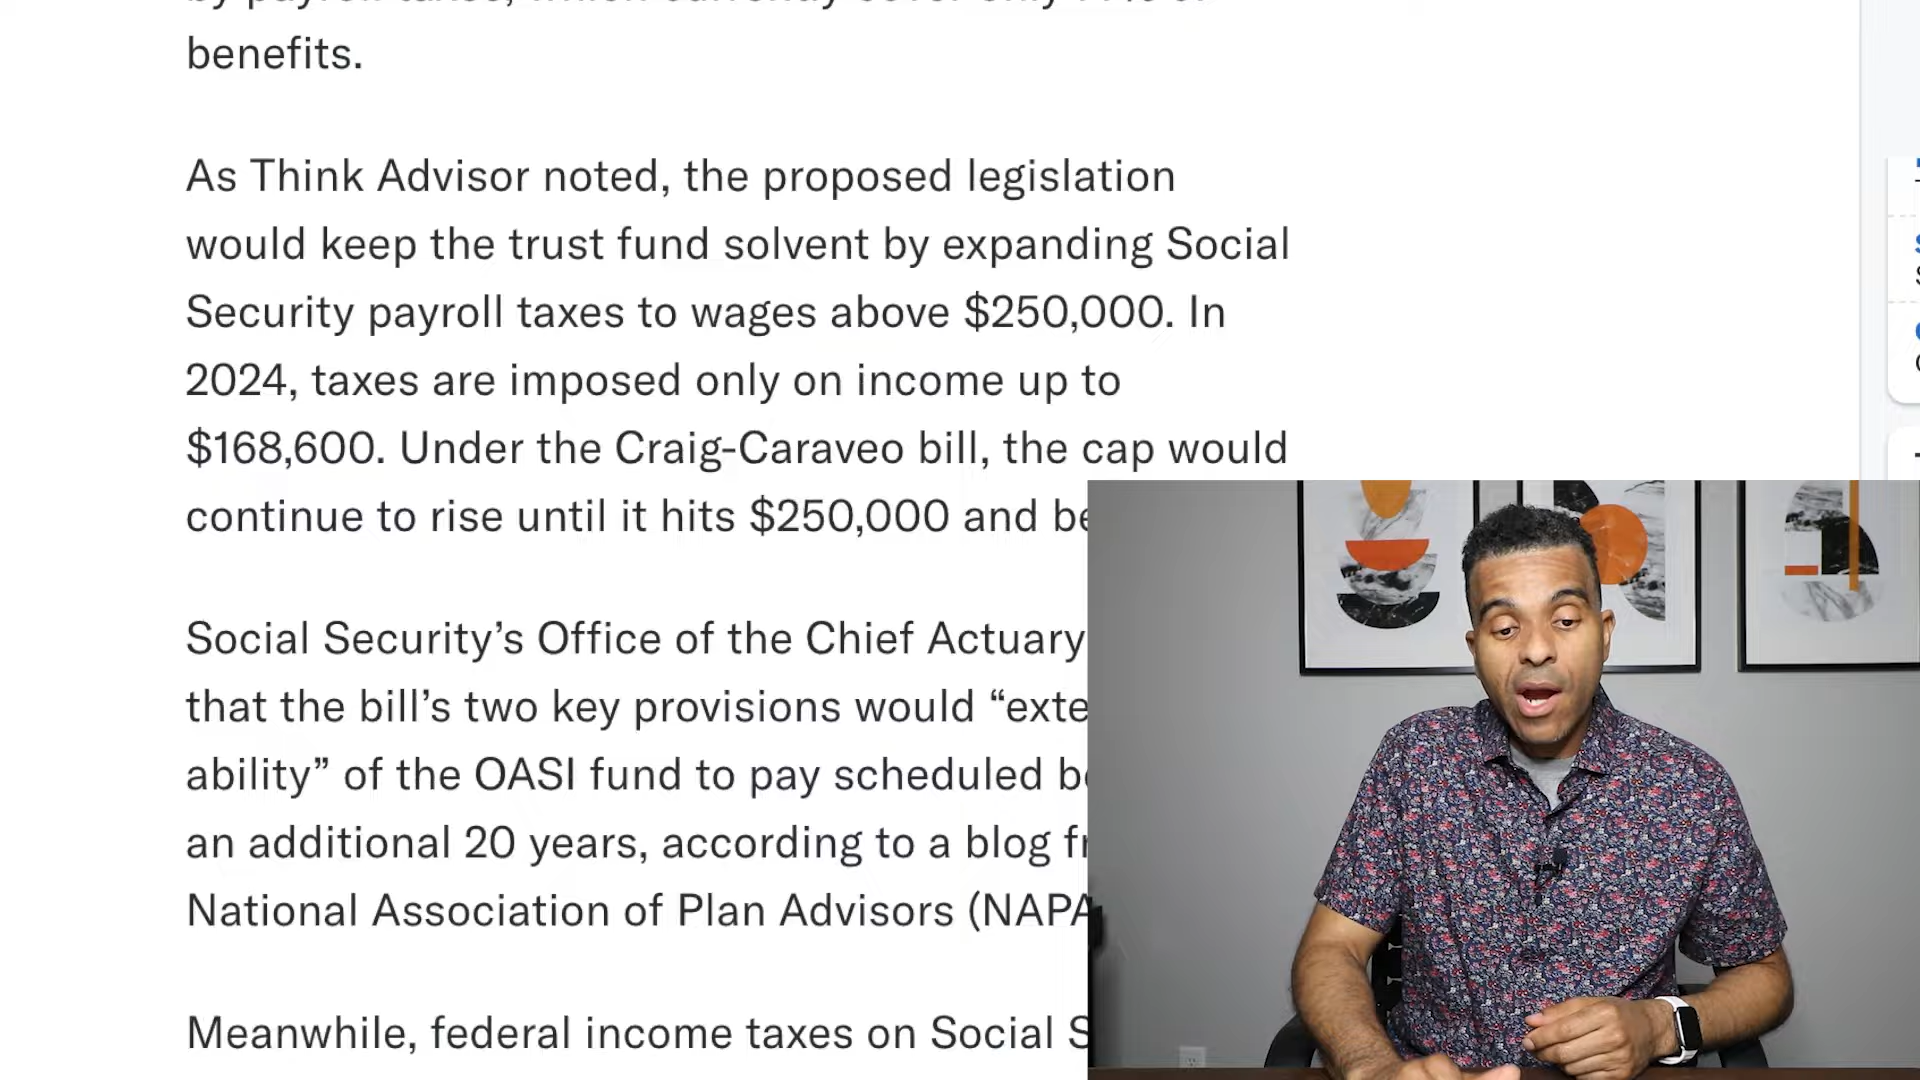 benefits.
As Think Advisor noted, the proposed legislation
would keep the trust fund solvent by expanding Social
Security payroll taxes to wages above $250,000. In
2024, taxes are imposed only on income up to
$168,600. Under the Craig-Caraveo bill, the cap would
continue to rise until it hits $250,000 and be
Social Security’s Office of the Chief Actuary
that the bill’s two key provisions would “exte
ability” of the OASI fund to pay scheduled be
an additional 20 years, according to a blog fr
National Association of Plan Advisors (NAPA
Meanwhile, federal income taxes on Social S